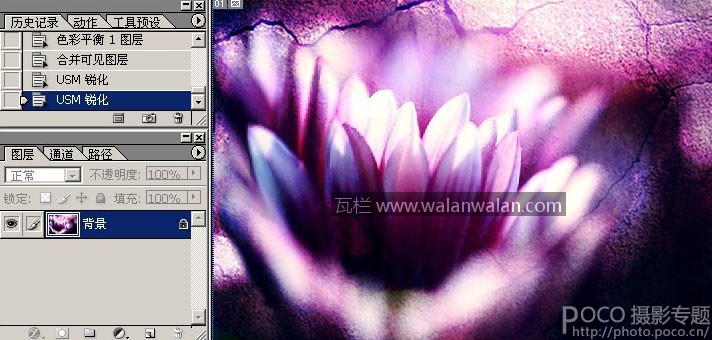 01
历史记录 动作 工具预设
色彩平衡 1 图层
合并可见图层
USM 锐化
USM 锐化
图层 通道 路径
正常 不透明度: 100%
锁定: 填充: 100%
背景
瓦栏 www.walanwalan.com
POCO 摄影专题
http://photo.poco.cn/